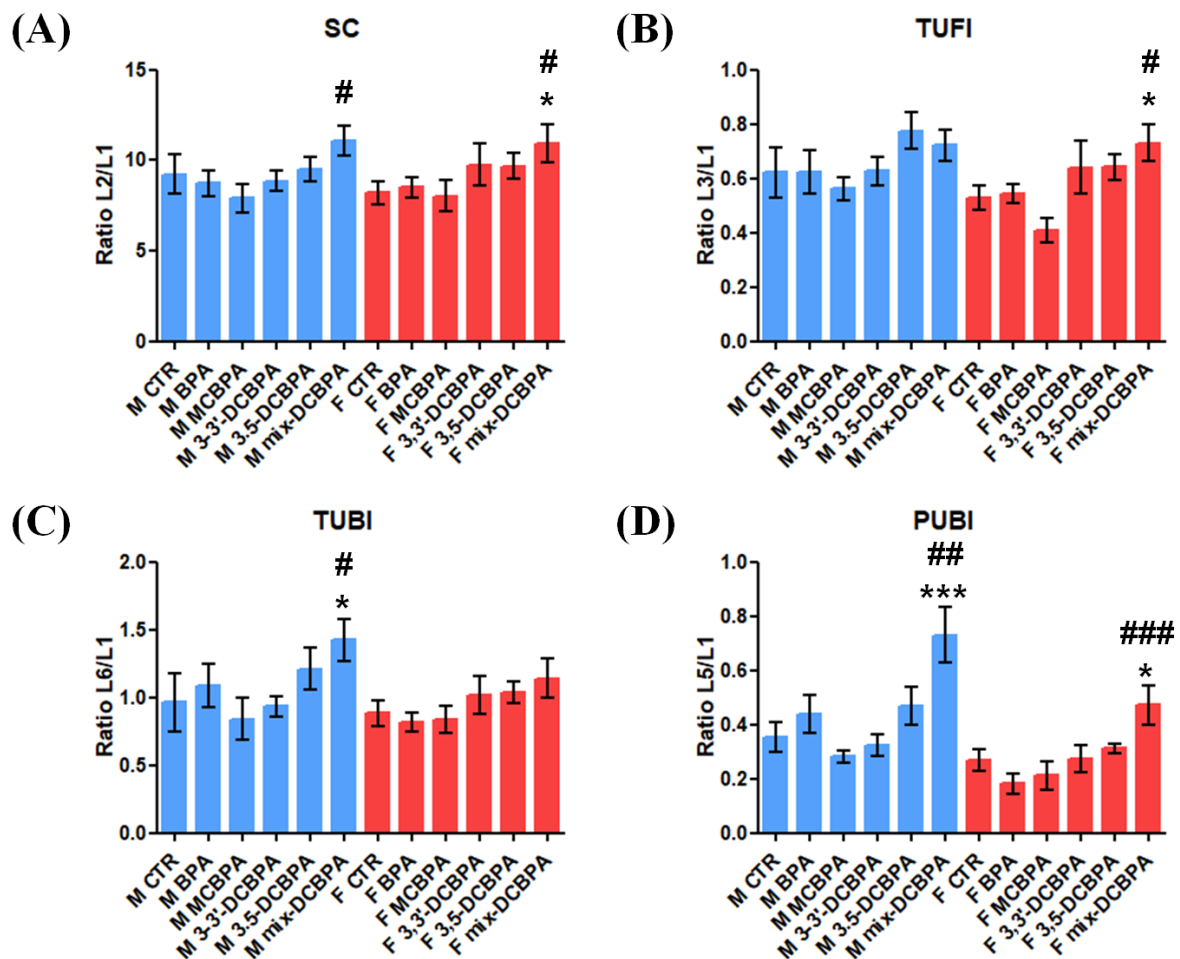 (A)
SC
Ratio L2/L1
15
10
5
0
#
#
*
M CTR
M BPA
M MCBPA
M 3-3'-DCBPA
M 3.5-DCBPA
M mix-DCBPA
F CTR
F BPA
F MCBPA
F 3,3'-DCBPA
F 3,5-DCBPA
F mix-DCBPA
(B)
TUFI
Ratio L3/L1
1.0
0.8
0.6
0.4
0.2
0.0
#
*
M CTR
M BPA
M MCBPA
M 3-3'-DCBPA
M 3.5-DCBPA
M mix-DCBPA
F CTR
F BPA
F MCBPA
F 3,3'-DCBPA
F 3,5-DCBPA
F mix-DCBPA
(C)
TUBI
Ratio L6/L1
2.0
1.5
1.0
0.5
0.0
#
*
M CTR
M BPA
M MCBPA
M 3-3'-DCBPA
M 3.5-DCBPA
M mix-DCBPA
F CTR
F BPA
F MCBPA
F 3,3'-DCBPA
F 3,5-DCBPA
F mix-DCBPA
(D)
PUBI
Ratio L5/L1
1.0
0.8
0.6
0.4
0.2
0.0
##
***
###
*
M CTR
M BPA
M MCBPA
M 3-3'-DCBPA
M 3.5-DCBPA
M mix-DCBPA
F CTR
F BPA
F MCBPA
F 3,3'-DCBPA
F 3,5-DCBPA
F mix-DCBPA